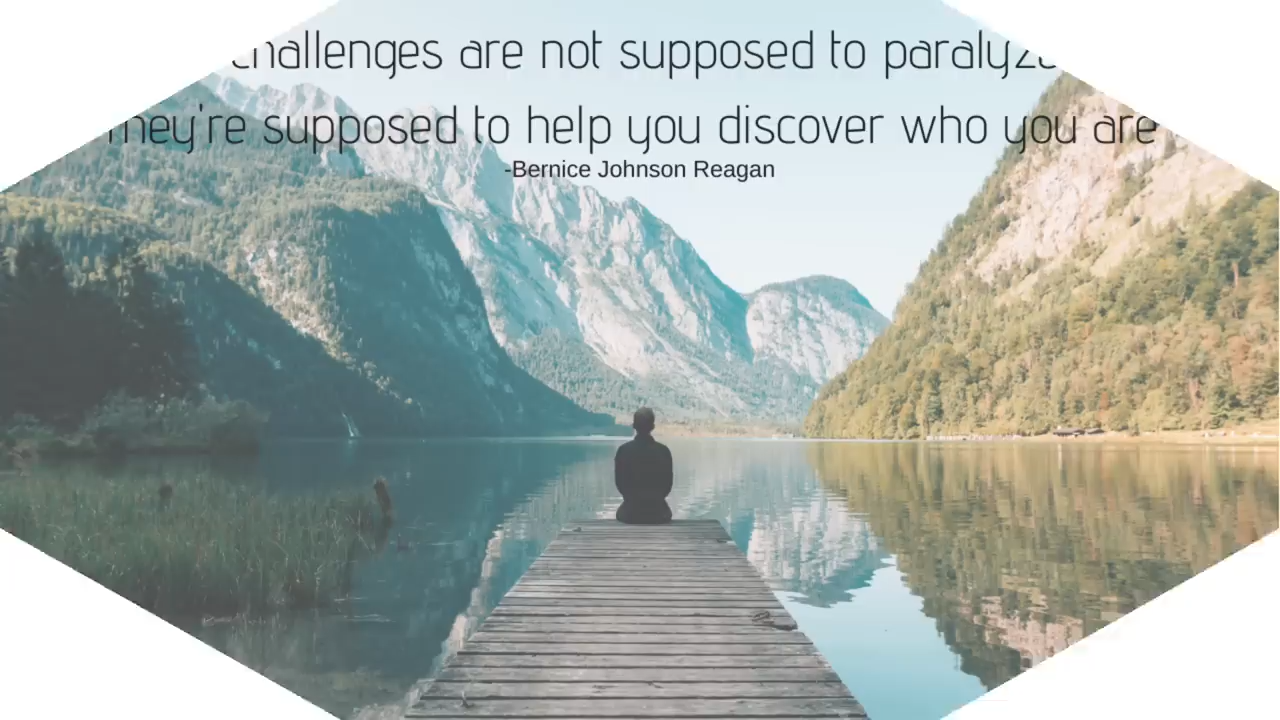 challenges are not supposed to paralyze
They're supposed to help you discover who you are
-Bernice Johnson Reagan